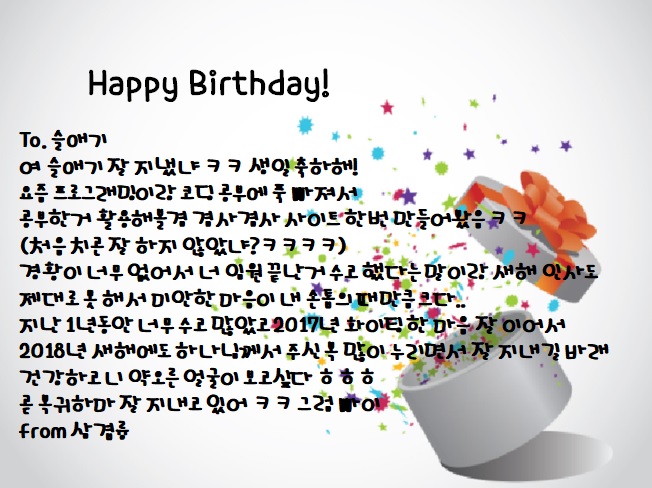 Happy Birthday!
To. 슬애기
여 슬애기 잘 지냈냐 ㅋㅋ 생일축하해!
요즘 프로그래밍이랑 코딩 공부에 푹 빠져서
공부한거 활용해볼겸 겸사겸사 사이트 한번 만들어봤음 ㅋㅋ
(처음 치곤 잘 하지 않았냐? ㅋㅋㅋㅋ)
경황이 너무 없어서 너 임원 끝난거 수고했다는 말이랑 새해 인사도
제대로 못 해서 미안한 마음이 내 손톱의 때만큼 크다..
지난 1년동안 너무 수고 많았고 2017년 화이팅 한 마음 잘 이어서
2018년 새해에도 하나님께서 주신 복 많이 누리면서 잘 지내길 바래
건강하고 니 약오른 얼굴이 보고싶다 ㅎㅎㅎ
곧 복귀하마 잘 지내고 있어 ㅋㅋ 그럼 빠이
from 삼겹류